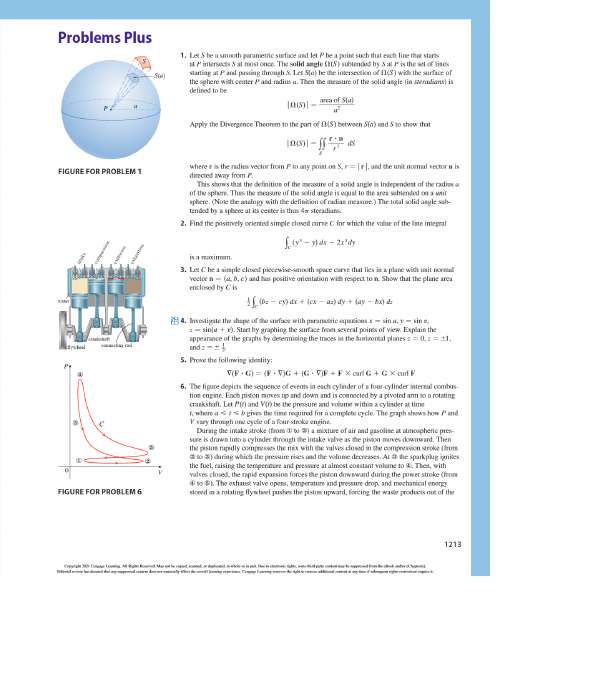 Problems Plus
FIGURE FOR PROBLEM 1
FIGURE FOR PROBLEM 6
1. Let S be a smooth parametric surface and let P be a point such that each line that starts
at P intersects S at most once. The solid angle Ω(S) subtended by S at P is the set of lines
starting at P and passing through S. Let S(a) be the intersection of Ω(S) with the surface of
the sphere with center P and radius a. Then the measure of the solid angle (in steradians) is
defined to be
|Ω(S)| = area of S(a) / a²
Apply the Divergence Theorem to the part of Ω(S) between S(a) and S to show that
|Ω(S)| = ∬_S (r · n) / r³ dS
where r is the radius vector from P to any point on S, r = |r|, and the unit normal vector n is
directed away from P.
This shows that the definition of the measure of a solid angle is independent of the radius a
of the sphere. Thus the measure of the solid angle is equal to the area subtended on a unit
sphere. (Note the analogy with the definition of radian measure.) The total solid angle sub-
tended by a sphere at its center is thus 4π steradians.
2. Find the positively oriented simple closed curve C for which the value of the line integral
∫_C (y³ − y) dx − 2x³ dy
is a maximum.
3. Let C be a simple closed piecewise-smooth space curve that lies in a plane with unit normal
vector n = ⟨a, b, c⟩ and has positive orientation with respect to n. Show that the plane area
enclosed by C is
½ ∫_C (bz − cy) dx + (cx − az) dy + (ay − bx) dz
4. Investigate the shape of the surface with parametric equations x = sin u, y = sin v,
z = sin(u + v). Start by graphing the surface from several points of view. Explain the
appearance of the graphs by determining the traces in the horizontal planes z = 0, z = ±1,
and z = ±½.
5. Prove the following identity:
∇(F · G) = (F · ∇)G + (G · ∇)F + F × curl G + G × curl F
6. The figure depicts the sequence of events in each cylinder of a four-cylinder internal combus-
tion engine. Each piston moves up and down and is connected by a pivoted arm to a rotating
crankshaft. Let P(t) and V(t) be the pressure and volume within a cylinder at time
t, where a ≤ t ≤ b gives the time required for a complete cycle. The graph shows how P and
V vary through one cycle of a four-stroke engine.
During the intake stroke (from ① to ②) a mixture of air and gasoline at atmospheric pres-
sure is drawn into a cylinder through the intake valve as the piston moves downward. Then
the piston rapidly compresses the mix with the valves closed in the compression stroke (from
② to ③) during which the pressure rises and the volume decreases. At ③ the sparkplug ignites
the fuel, raising the temperature and pressure at almost constant volume to ④. Then, with
valves closed, the rapid expansion forces the piston downward during the power stroke (from
④ to ⑤). The exhaust valve opens, temperature and pressure drop, and mechanical energy
stored in a rotating flywheel pushes the piston upward, forcing the waste products out of the
1213